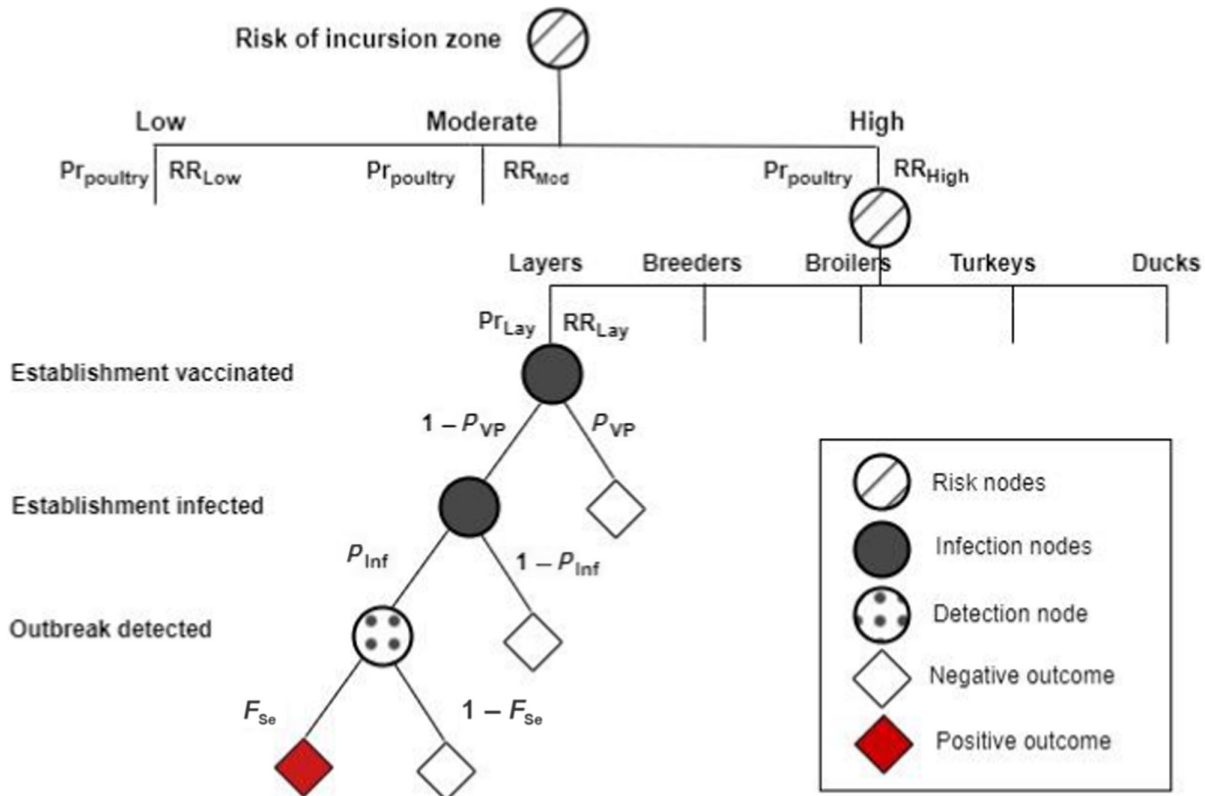 Risk of incursion zone
Low Moderate High
Pr_poultry RR_Low Pr_poultry RR_Mod Pr_poultry RR_High
Layers Breeders Broilers Turkeys Ducks
Pr_Lay RR_Lay
Establishment vaccinated
1 – P_VP P_VP
Establishment infected
P_Inf 1 – P_Inf
Outbreak detected
F_Se 1 – F_Se
Risk nodes
Infection nodes
Detection node
Negative outcome
Positive outcome